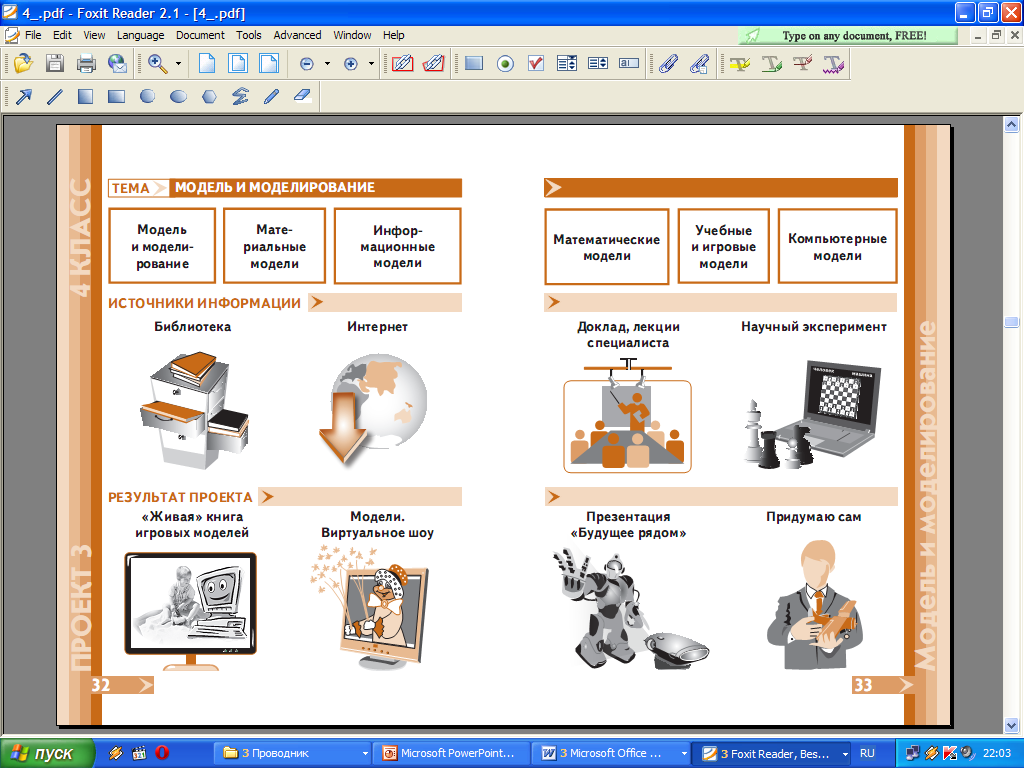 4_.pdf - Foxit Reader 2.1 - [4_.pdf]
File Edit View Language Document Tools Advanced Window Help
Type on any document, FREE!
4 КЛАСС
ПРОЕКТ 3
ТЕМА МОДЕЛЬ И МОДЕЛИРОВАНИЕ
Модель
и модели-
рование
Мате-
риальные
модели
Инфор-
мационные
модели
ИСТОЧНИКИ ИНФОРМАЦИИ
Библиотека
Интернет
РЕЗУЛЬТАТ ПРОЕКТА
«Живая» книга
игровых моделей
Модели.
Виртуальное шоу
32
Математические
модели
Учебные
и игровые
модели
Компьютерные
модели
Доклад, лекции
специалиста
Научный эксперимент
человек машина
Презентация
«Будущее рядом»
Придумаю сам
33
Модель и моделирование
пуск
3 Проводник
Microsoft PowerPoint...
3 Microsoft Office ...
3 Foxit Reader, Bes...
RU
22:03